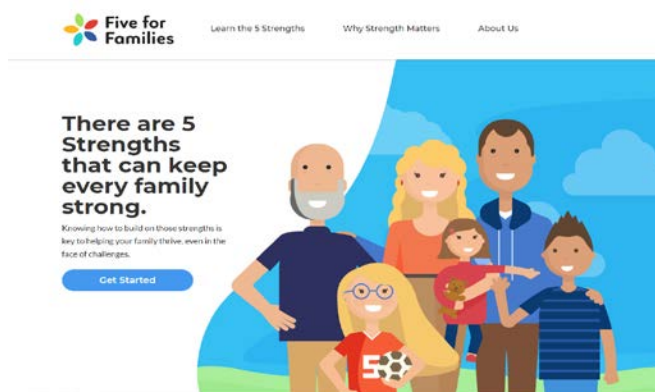 Five for
Families
Learn the 5 Strengths
Why Strength Matters
About Us
There are 5
Strengths
that can keep
every family
strong.
Knowing how to build on those strengths is
key to helping your family thrive, even in the
face of challenges.
Get Started
5